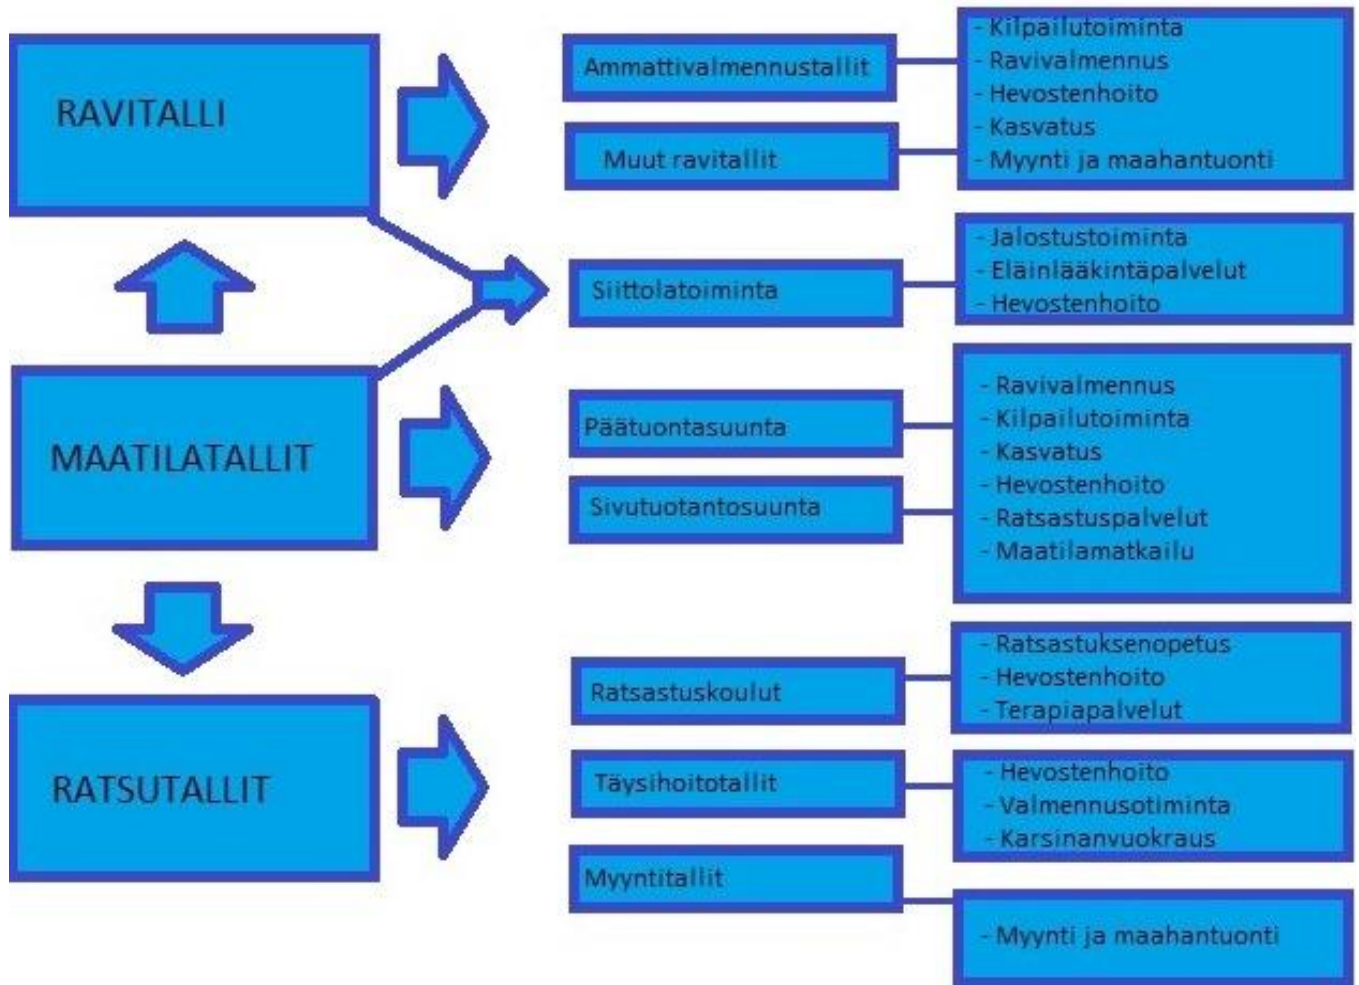 RAVITALLI
Ammattivalmennustallit
Muut ravitallit
- Kilpailutoiminta
- Ravivalmennus
- Hevostenhoito
- Kasvatus
- Myynti ja maahantuonti
Siittolatoiminta
- Jalostustoiminta
- Eläinlääkintäpalvelut
- Hevostenhoito
MAATILATALLIT
Päätuontasuunta
Sivutuotantosuunta
- Ravivalmennus
- Kilpailutoiminta
- Kasvatus
- Hevostenhoito
- Ratsastuspalvelut
- Maatilamatkailu
RATSUTALLIT
Ratsastuskoulut
- Ratsastuksenopetus
- Hevostenhoito
- Terapiapalvelut
Täysihoitotallit
- Hevostenhoito
- Valmennusotiminta
- Karsinanvuokraus
Myyntitallit
- Myynti ja maahantuonti